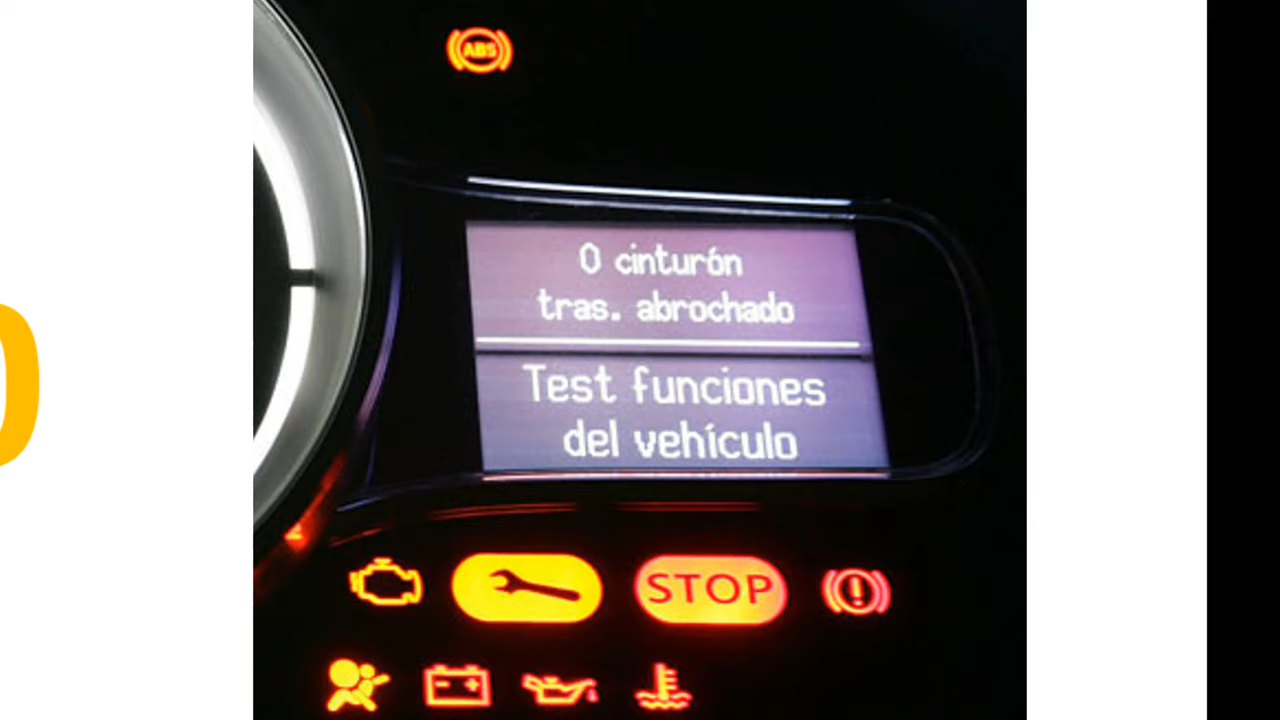 ABS
0 cinturón
tras. abrochado
Test funciones
del vehículo
STOP